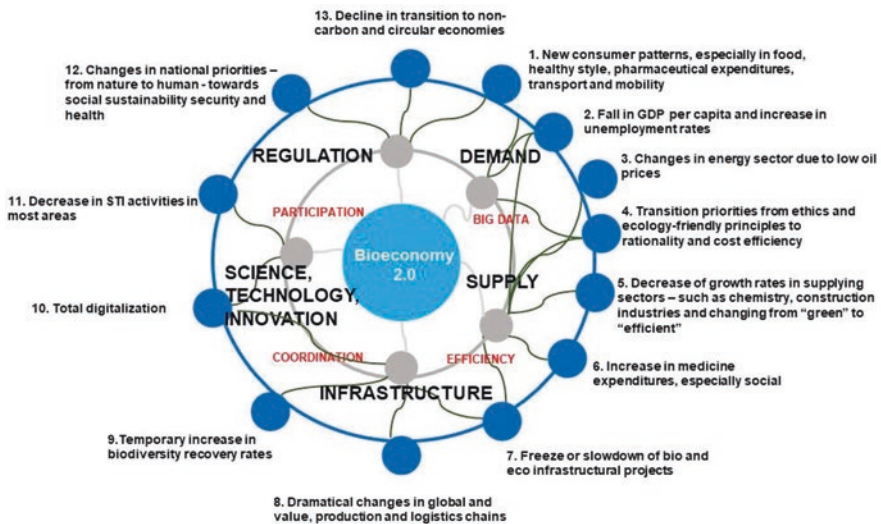 13. Decline in transition to non-
carbon and circular economies
1. New consumer patterns, especially in food,
healthy style, pharmaceutical expenditures,
transport and mobility
12. Changes in national priorities –
from nature to human - towards
social sustainability security and
health
2. Fall in GDP per capita and increase in
unemployment rates
REGULATION
DEMAND
3. Changes in energy sector due to low oil
prices
11. Decrease in STI activities in
most areas
PARTICIPATION
BIG DATA
4. Transition priorities from ethics and
ecology-friendly principles to
rationality and cost efficiency
Bioeconomy
2.0
SCIENCE,
TECHNOLOGY,
INNOVATION
SUPPLY
5. Decrease of growth rates in supplying
sectors – such as chemistry, construction
industries and changing from “green” to
“efficient”
10. Total digitalization
COORDINATION
EFFICIENCY
6. Increase in medicine
expenditures, especially social
INFRASTRUCTURE
9. Temporary increase in
biodiversity recovery rates
7. Freeze or slowdown of bio and
eco infrastructural projects
8. Dramatical changes in global and
value, production and logistics chains